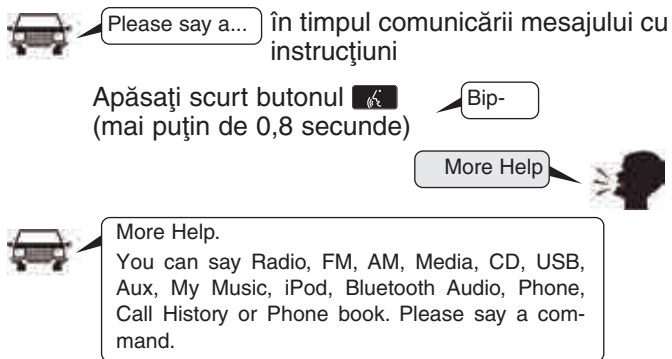 Please say a...
în timpul comunicării mesajului cu
instrucţiuni
Apăsaţi scurt butonul
(mai puţin de 0,8 secunde)
Bip-
More Help
More Help.
You can say Radio, FM, AM, Media, CD, USB,
Aux, My Music, iPod, Bluetooth Audio, Phone,
Call History or Phone book. Please say a com-
mand.